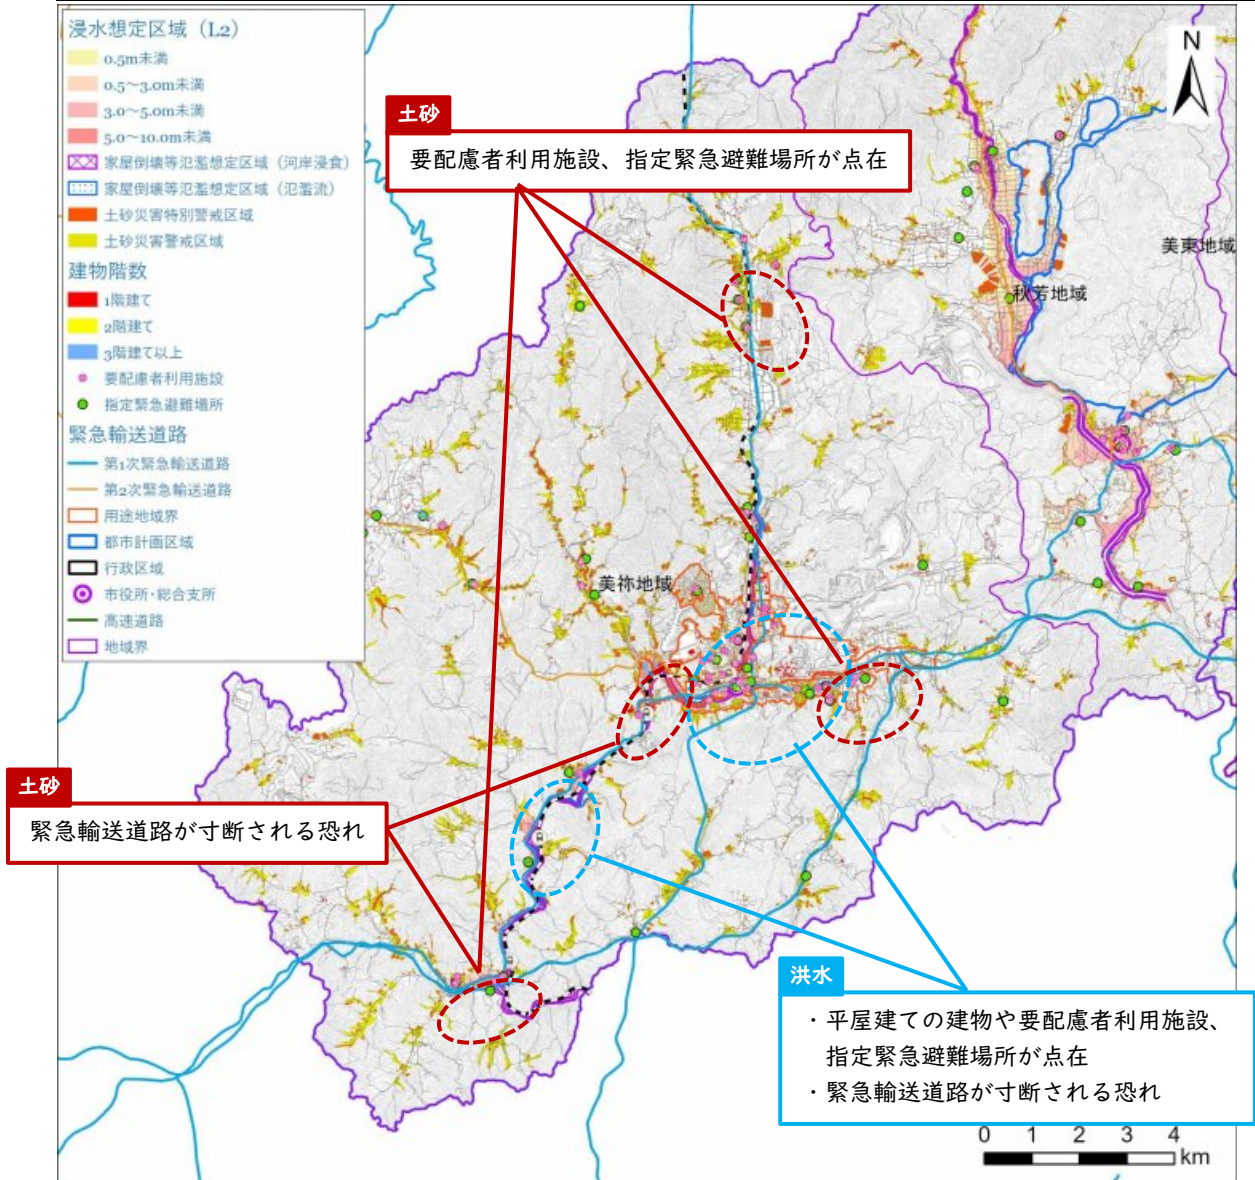 浸水想定区域（L2）
0.5m未満
0.5～3.0m未満
3.0～5.0m未満
5.0～10.0m未満
家屋倒壊等氾濫想定区域（河岸浸食）
家屋倒壊等氾濫想定区域（氾濫流）
土砂災害特別警戒区域
土砂災害警戒区域
建物階数
1階建て
2階建て
3階建て以上
要配慮者利用施設
指定緊急避難場所
緊急輸送道路
第1次緊急輸送道路
第2次緊急輸送道路
用途地域界
都市計画区域
行政区域
市役所・総合支所
高速道路
地域界
N
土砂
要配慮者利用施設、指定緊急避難場所が点在
美東地域
秋芳地域
美祢地域
土砂
緊急輸送道路が寸断される恐れ
洪水
・平屋建ての建物や要配慮者利用施設、
指定緊急避難場所が点在
・緊急輸送道路が寸断される恐れ
0 1 2 3 4
km